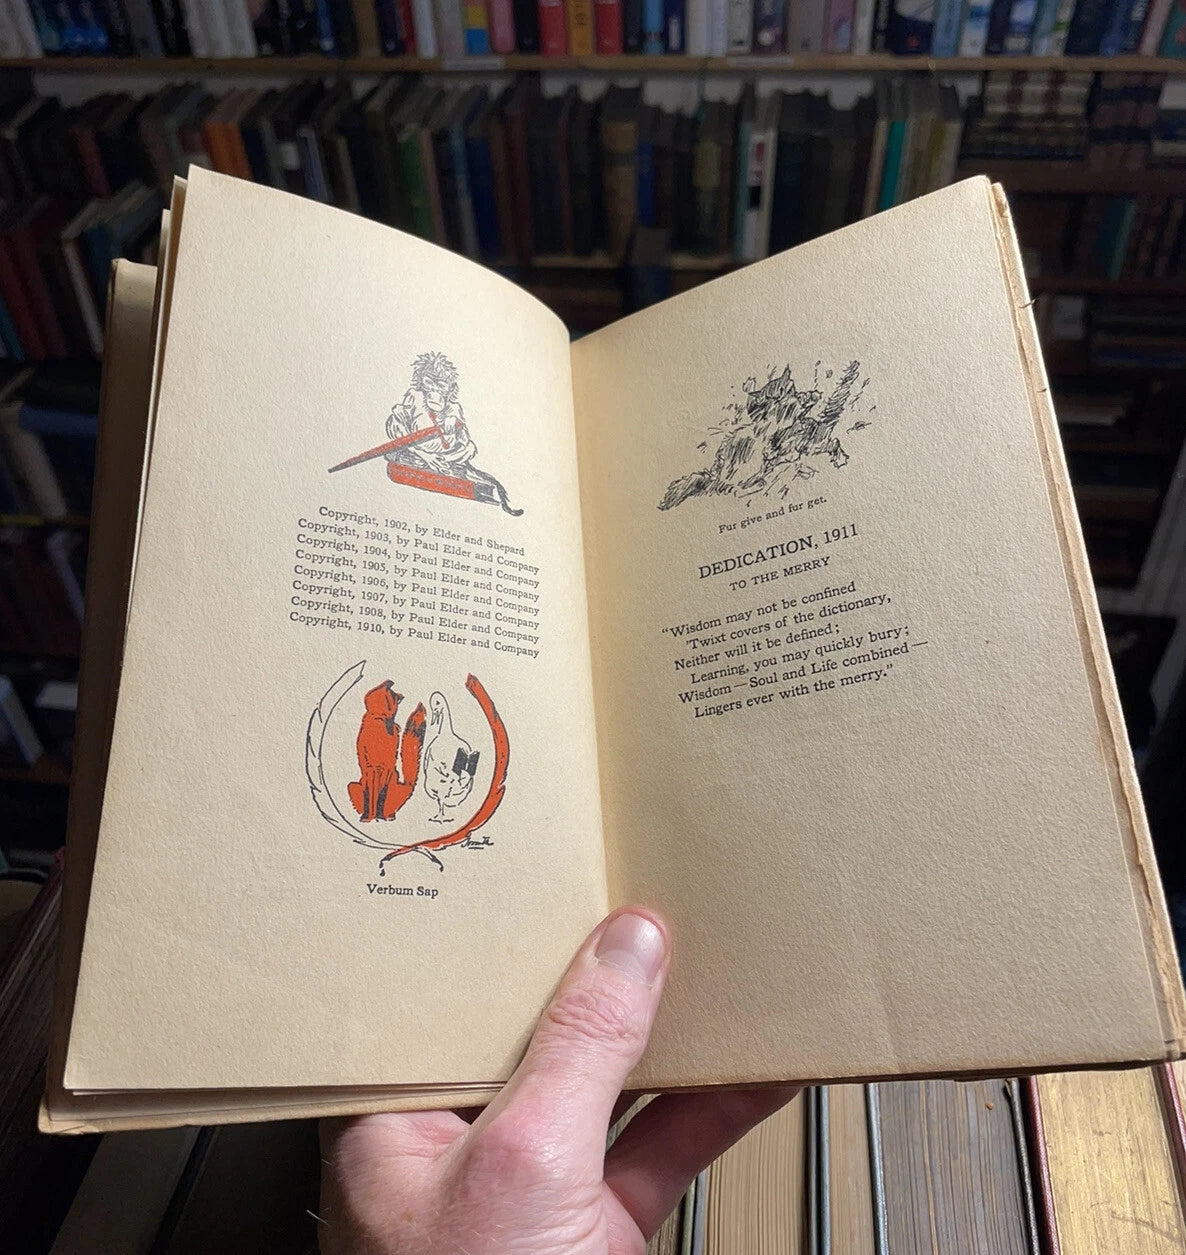 Copyright, 1902, by Elder and Shepard
Copyright, 1903, by Paul Elder and Company
Copyright, 1904, by Paul Elder and Company
Copyright, 1905, by Paul Elder and Company
Copyright, 1906, by Paul Elder and Company
Copyright, 1907, by Paul Elder and Company
Copyright, 1908, by Paul Elder and Company
Copyright, 1910, by Paul Elder and Company
Verbum Sap
Fur give and fur get.
DEDICATION, 1911
TO THE MERRY
“Wisdom may not be confined
’Twixt covers of the dictionary,
Neither will it be defined;
Learning, you may quickly bury;
Wisdom—Soul and Life combined—
Lingers ever with the merry.”